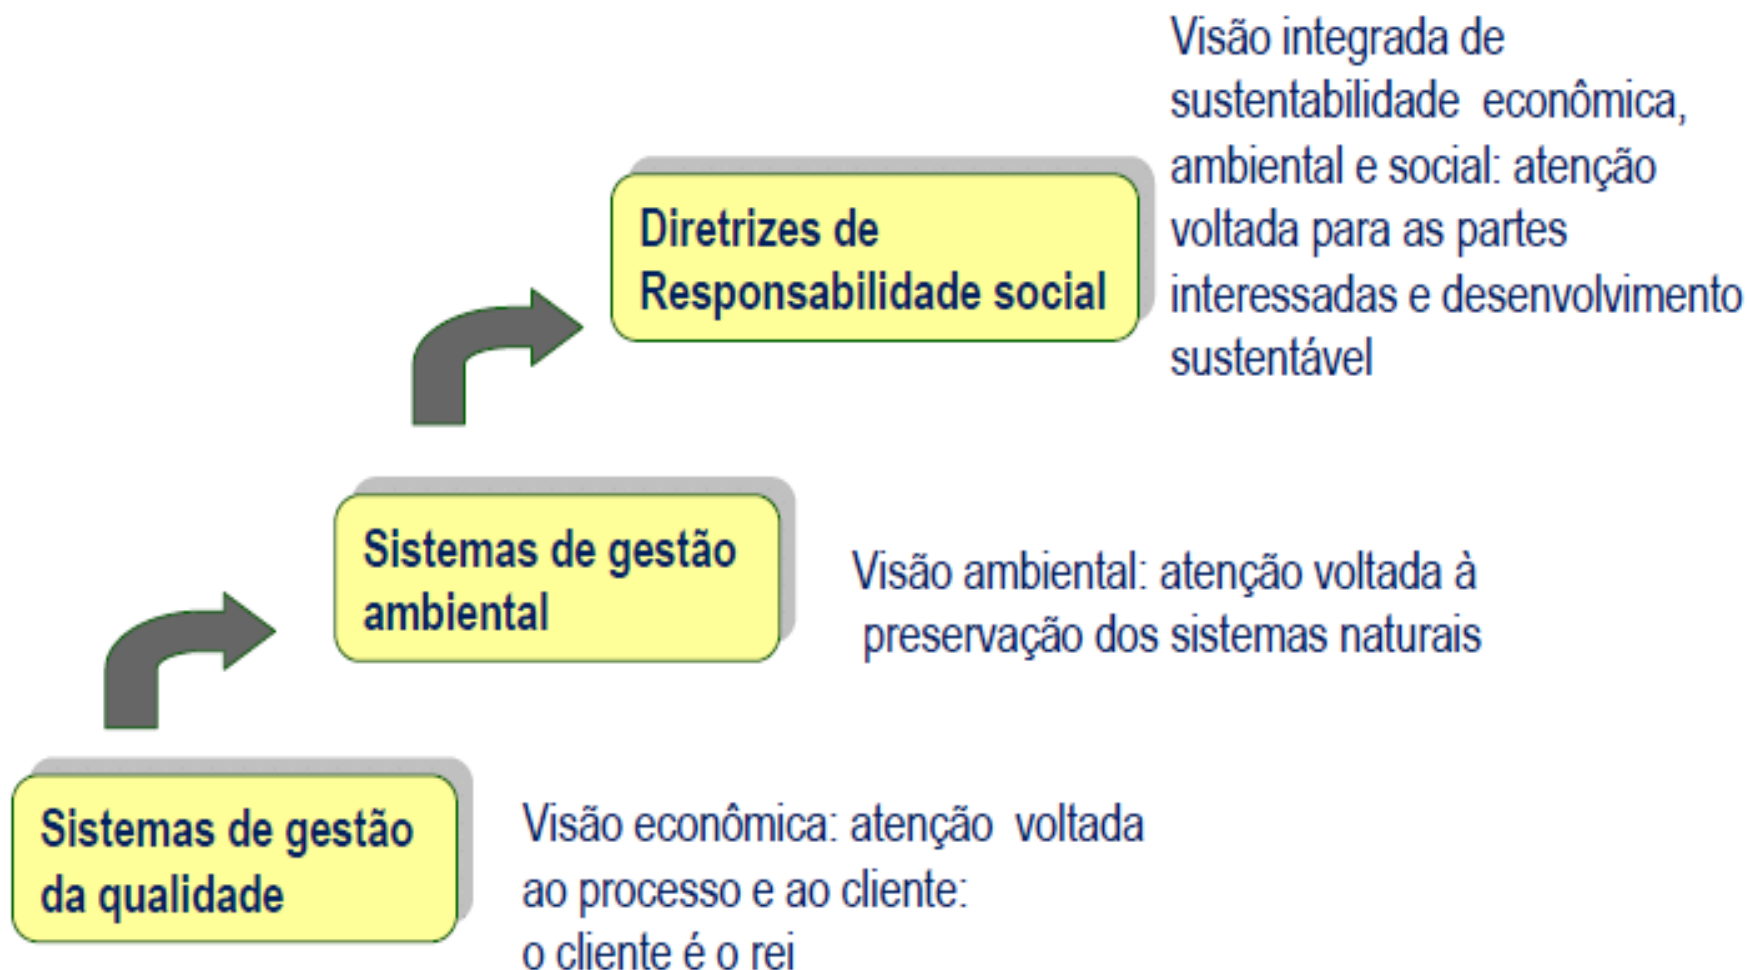 Visão integrada de
sustentabilidade econômica,
ambiental e social: atenção
voltada para as partes
interessadas e desenvolvimento
sustentável
Diretrizes de
Responsabilidade social
Sistemas de gestão
ambiental
Visão ambiental: atenção voltada à
preservação dos sistemas naturais
Sistemas de gestão
da qualidade
Visão econômica: atenção voltada
ao processo e ao cliente:
o cliente é o rei